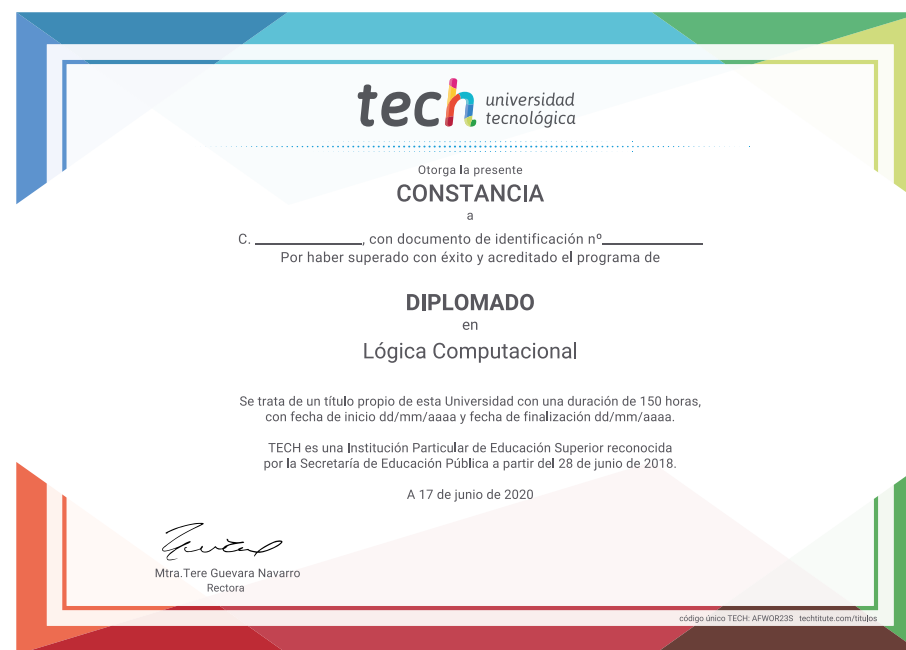 tech universidad
tecnológica
Otorga la presente
CONSTANCIA
a
C. ______________, con documento de identificación nº_____________
Por haber superado con éxito y acreditado el programa de
DIPLOMADO
en
Lógica Computacional
Se trata de un título propio de esta Universidad con una duración de 150 horas,
con fecha de inicio dd/mm/aaaa y fecha de finalización dd/mm/aaaa.
TECH es una Institución Particular de Educación Superior reconocida
por la Secretaría de Educación Pública a partir del 28 de junio de 2018.
A 17 de junio de 2020
Mtra.Tere Guevara Navarro
Rectora
código único TECH: AFWOR23S techtitute.com/titulos